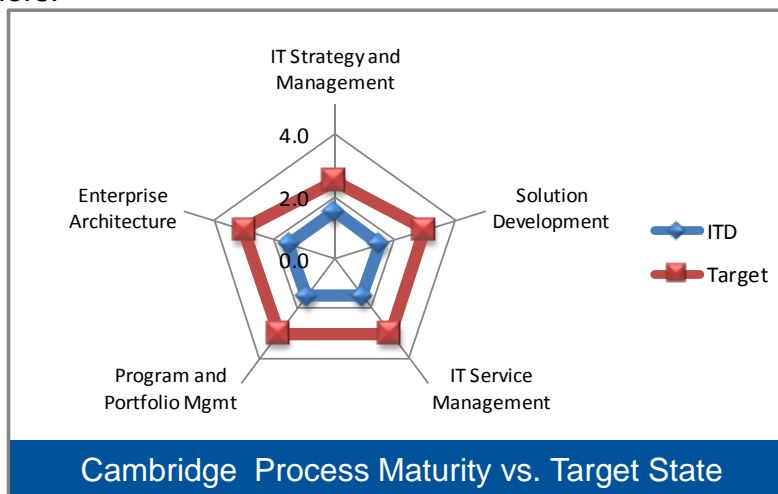 IT Strategy and
Management
4.0
2.0
0.0
Enterprise
Architecture
Solution
Development
ITD
Target
Program and
Portfolio Mgmt
IT Service
Management
Cambridge Process Maturity vs. Target State